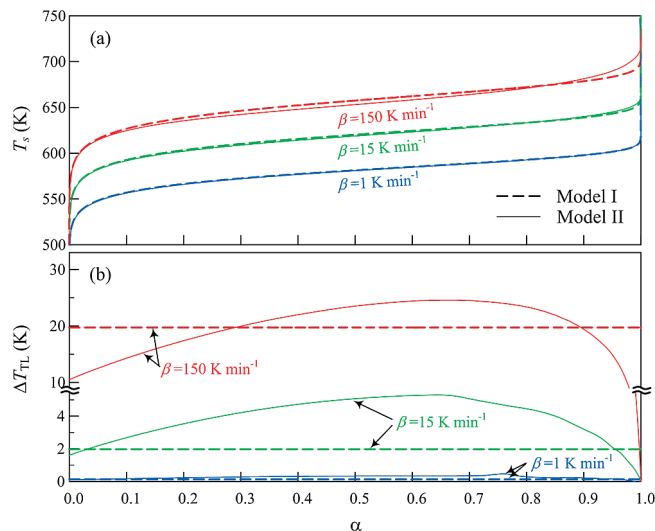 750
(a)
700
650
600
550
500
T_s (K)
β=150 K min⁻¹
β=15 K min⁻¹
β=1 K min⁻¹
Model I
Model II
(b)
30
20
10
4
2
0
ΔT_TL (K)
β=150 K min⁻¹
β=15 K min⁻¹
β=1 K min⁻¹
0.0 0.1 0.2 0.3 0.4 0.5 0.6 0.7 0.8 0.9 1.0
α